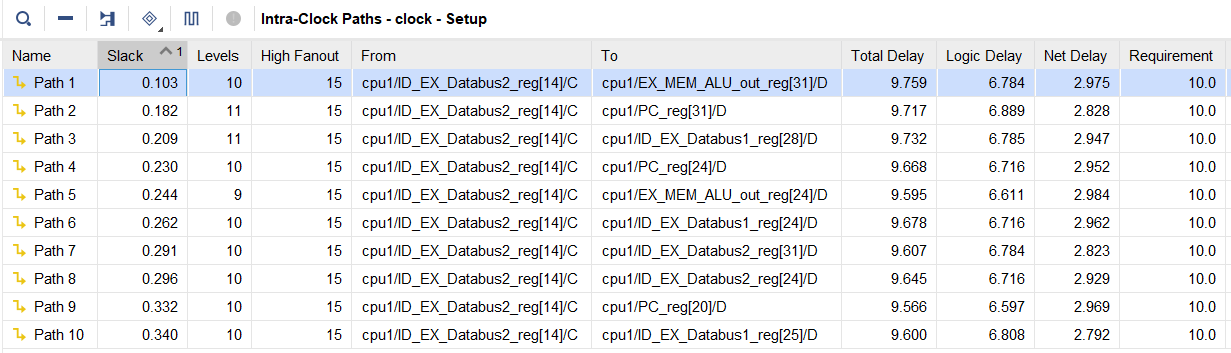 Intra-Clock Paths - clock - Setup
Name Slack 1 Levels High Fanout From To Total Delay Logic Delay Net Delay Requirement
Path 1 0.103 10 15 cpu1/ID_EX_Databus2_reg[14]/C cpu1/EX_MEM_ALU_out_reg[31]/D 9.759 6.784 2.975 10.0
Path 2 0.182 11 15 cpu1/ID_EX_Databus2_reg[14]/C cpu1/PC_reg[31]/D 9.717 6.889 2.828 10.0
Path 3 0.209 11 15 cpu1/ID_EX_Databus2_reg[14]/C cpu1/ID_EX_Databus1_reg[28]/D 9.732 6.785 2.947 10.0
Path 4 0.230 10 15 cpu1/ID_EX_Databus2_reg[14]/C cpu1/PC_reg[24]/D 9.668 6.716 2.952 10.0
Path 5 0.244 9 15 cpu1/ID_EX_Databus2_reg[14]/C cpu1/EX_MEM_ALU_out_reg[24]/D 9.595 6.611 2.984 10.0
Path 6 0.262 10 15 cpu1/ID_EX_Databus2_reg[14]/C cpu1/ID_EX_Databus1_reg[24]/D 9.678 6.716 2.962 10.0
Path 7 0.291 10 15 cpu1/ID_EX_Databus2_reg[14]/C cpu1/ID_EX_Databus2_reg[31]/D 9.607 6.784 2.823 10.0
Path 8 0.296 10 15 cpu1/ID_EX_Databus2_reg[14]/C cpu1/ID_EX_Databus2_reg[24]/D 9.645 6.716 2.929 10.0
Path 9 0.332 10 15 cpu1/ID_EX_Databus2_reg[14]/C cpu1/PC_reg[20]/D 9.566 6.597 2.969 10.0
Path 10 0.340 10 15 cpu1/ID_EX_Databus2_reg[14]/C cpu1/ID_EX_Databus1_reg[25]/D 9.600 6.808 2.792 10.0